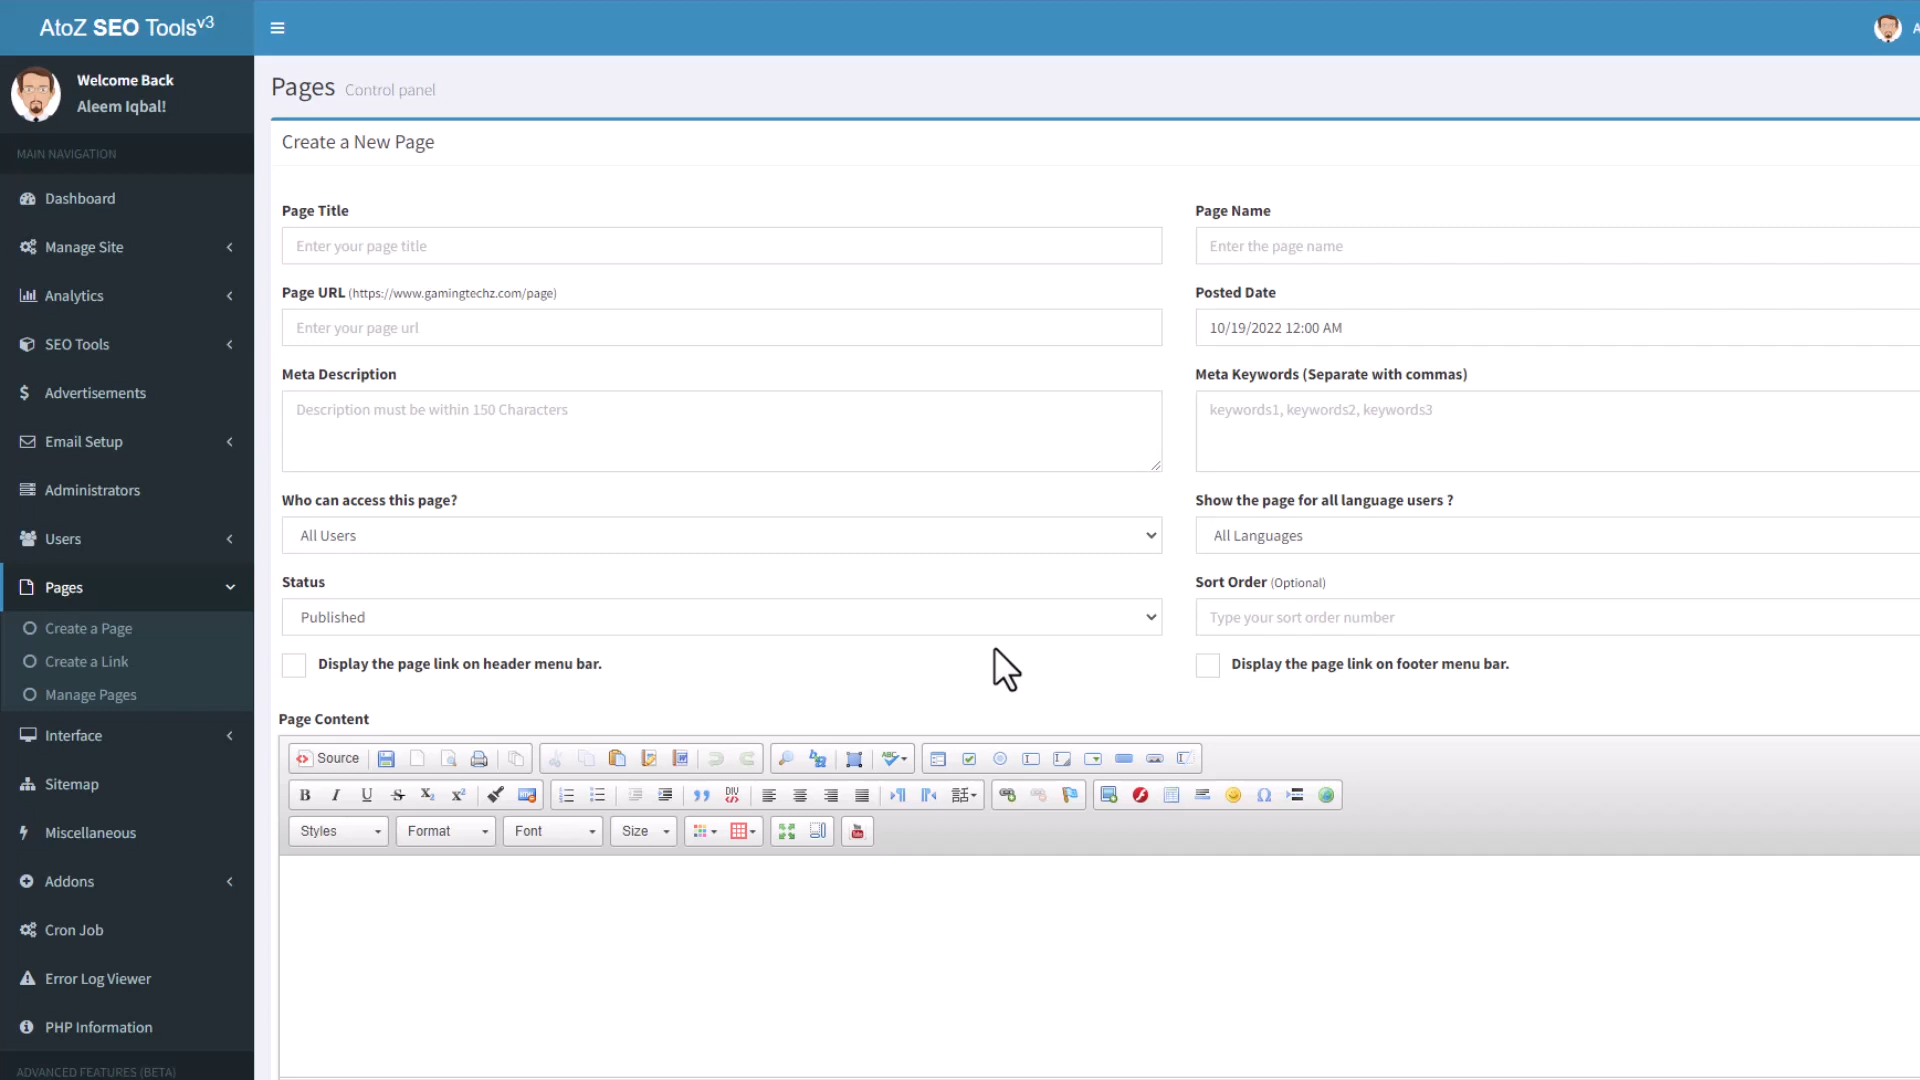 AtoZ SEO Tools v3
A
Welcome Back
Aleem Iqbal!
MAIN NAVIGATION
Dashboard
Manage Site
Analytics
SEO Tools
Advertisements
Email Setup
Administrators
Users
Pages
Create a Page
Create a Link
Manage Pages
Interface
Sitemap
Miscellaneous
Addons
Cron Job
Error Log Viewer
PHP Information
ADVANCED FEATURES (BETA)
Pages Control panel
Create a New Page
Page Title
Enter your page title
Page Name
Enter the page name
Page URL (https://www.gamingtechz.com/page)
Enter your page url
Posted Date
10/19/2022 12:00 AM
Meta Description
Description must be within 150 Characters
Meta Keywords (Separate with commas)
keywords1, keywords2, keywords3
Who can access this page?
All Users
Show the page for all language users ?
All Languages
Status
Published
Sort Order (Optional)
Type your sort order number
Display the page link on header menu bar.
Display the page link on footer menu bar.
Page Content
Source
Styles Format Font Size